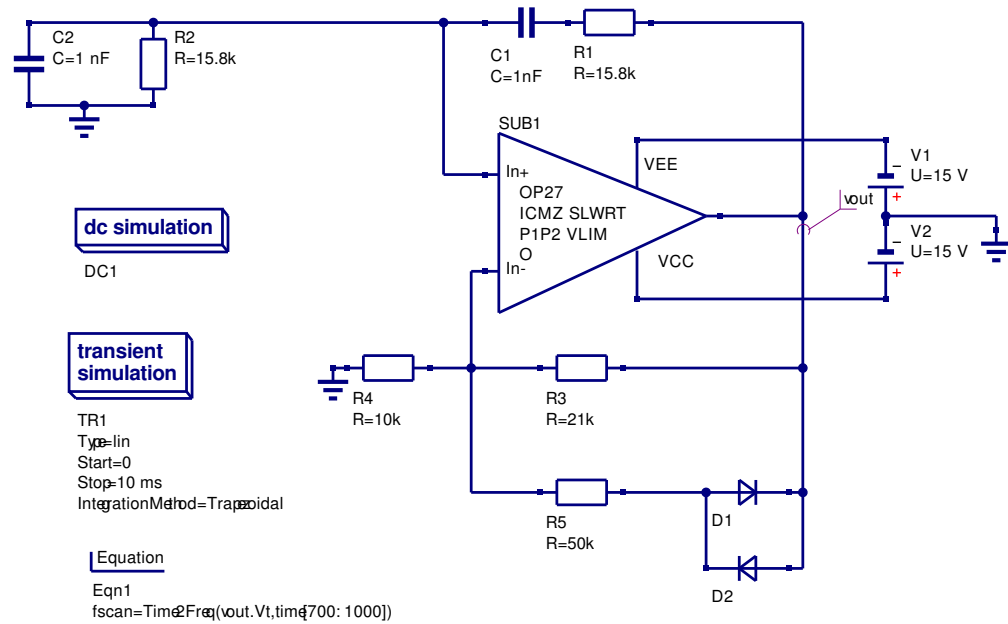 C2
C=1 nF
R2
R=15.8k
C1
C=1nF
R1
R=15.8k
SUB1
In+
OP27
ICMZ SLWRT
P1P2 VLIM
O
In-
VEE
VCC
vout
−
V1
U=15 V
+
−
V2
U=15 V
+
dc simulation
DC1
transient
simulation
TR1
Type=lin
Start=0
Stop=10 ms
IntegrationMethod=Trapezoidal
R4
R=10k
R3
R=21k
R5
R=50k
D1
D2
Equation
Eqn1
fscan=Time2Freq(vout.Vt,time[700:1000])